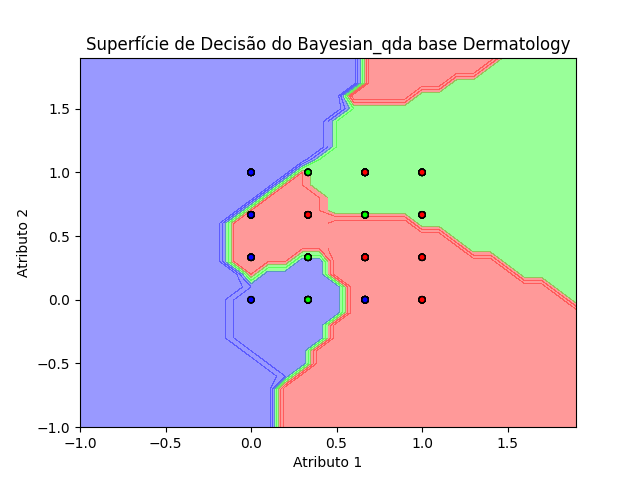 Superfície de Decisão do Bayesian_qda base Dermatology
1.5
1.0
0.5
0.0
−0.5
−1.0
Atributo 2
−1.0 −0.5 0.0 0.5 1.0 1.5
Atributo 1